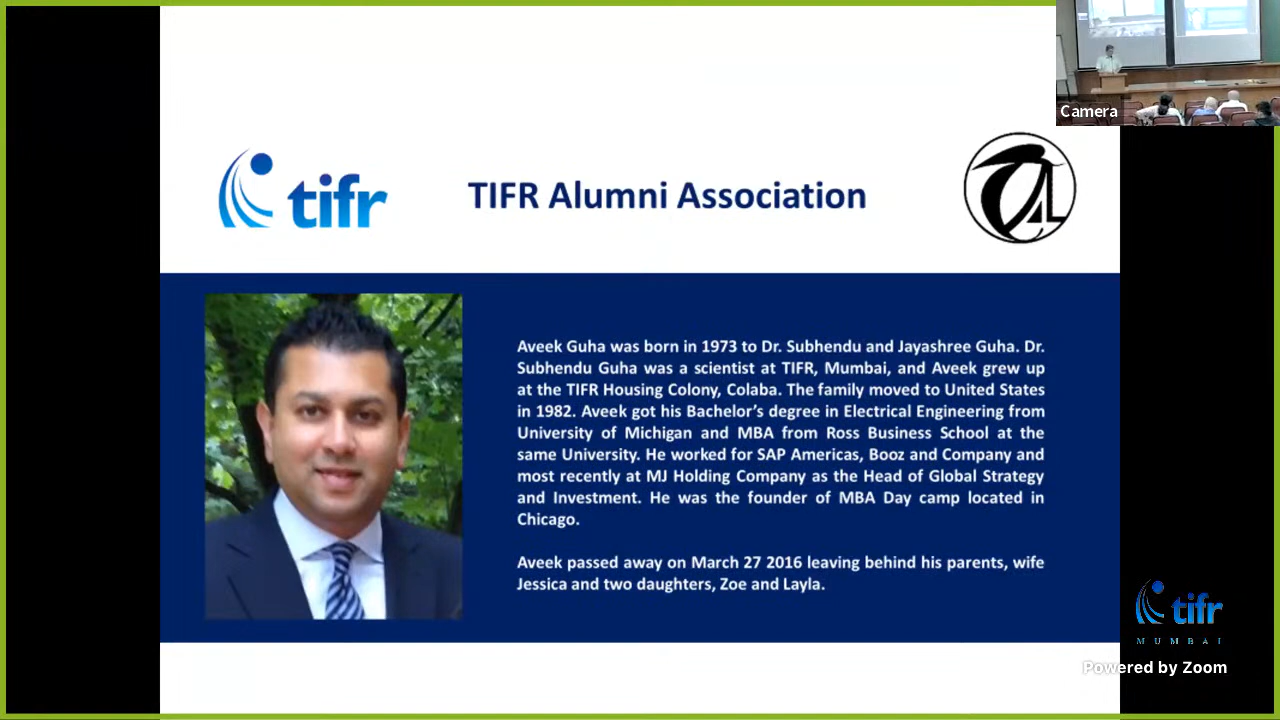 Camera
tifr
TIFR Alumni Association
Aveek Guha was born in 1973 to Dr. Subhendu and Jayashree Guha. Dr.
Subhendu Guha was a scientist at TIFR, Mumbai, and Aveek grew up
at the TIFR Housing Colony, Colaba. The family moved to United States
in 1982. Aveek got his Bachelor's degree in Electrical Engineering from
University of Michigan and MBA from Ross Business School at the
same University. He worked for SAP Americas, Booz and Company and
most recently at MJ Holding Company as the Head of Global Strategy
and Investment. He was the founder of MBA Day camp located in
Chicago.
Aveek passed away on March 27 2016 leaving behind his parents, wife
Jessica and two daughters, Zoe and Layla.
tifr
MUMBAI
Powered by Zoom